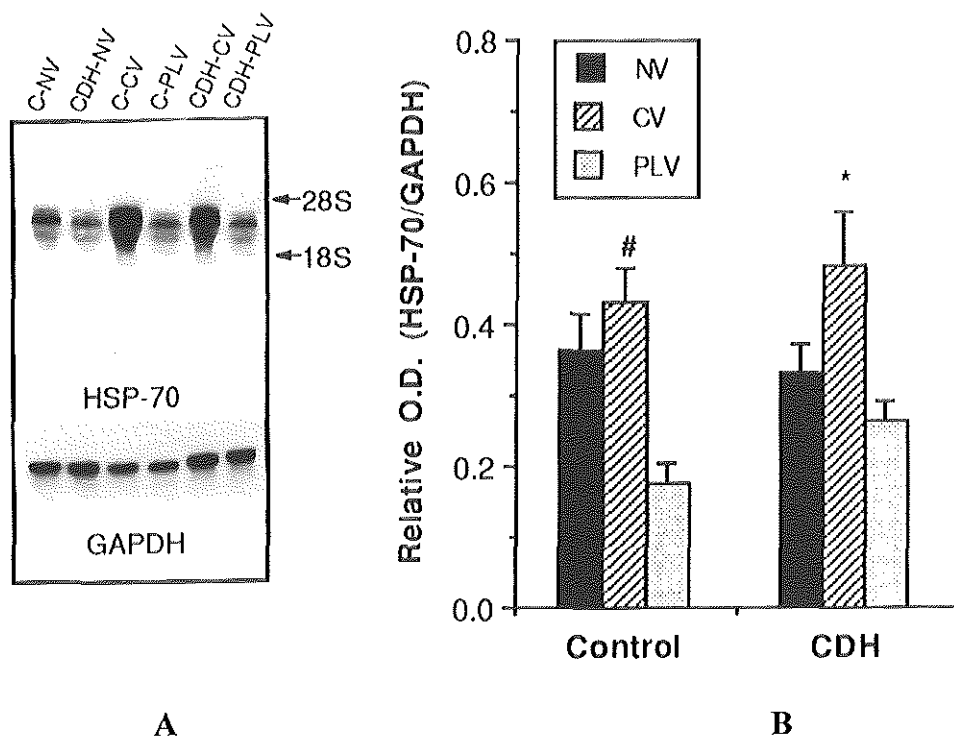 C-NV
CDH-NV
C-CV
C-PLV
CDH-CV
CDH-PLV
28S
18S
HSP-70
GAPDH
A
Relative O.D. (HSP-70/GAPDH)
0.8
0.6
0.4
0.2
0.0
NV
CV
PLV
#
*
Control
CDH
B